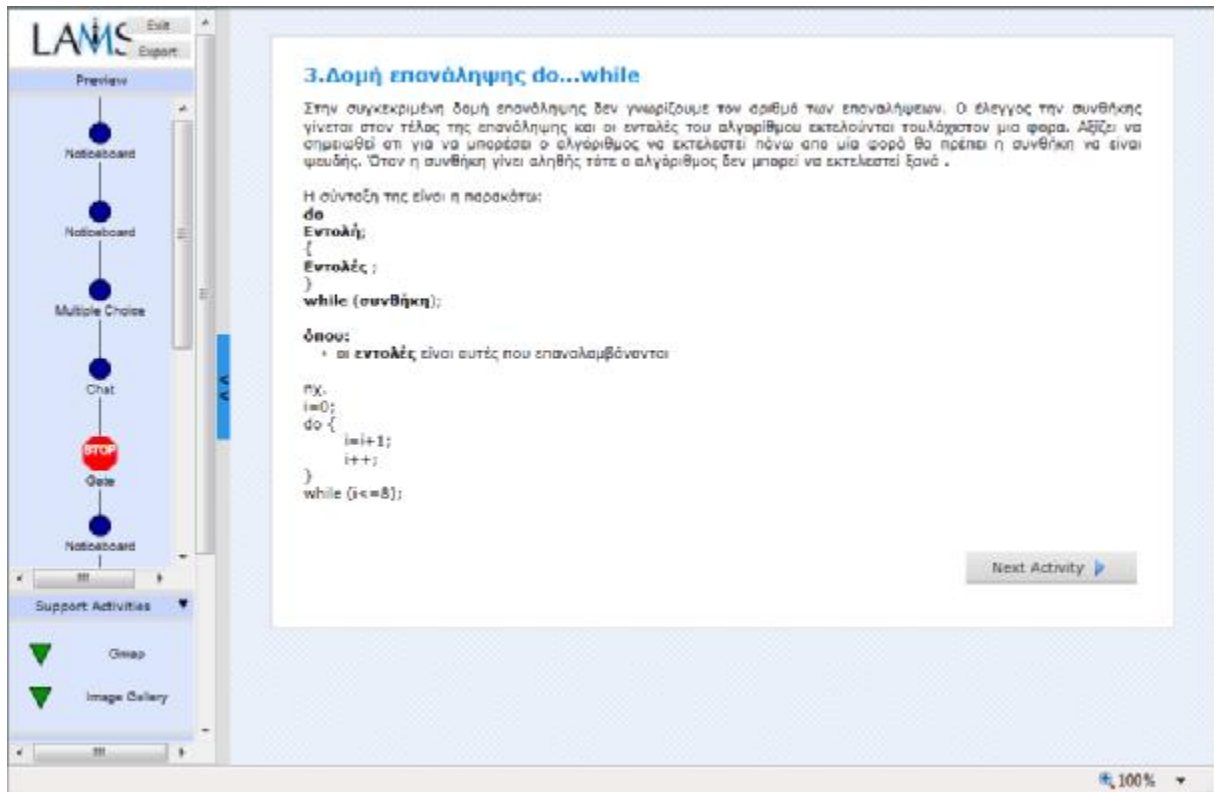 LAMS
Exit
Export
Preview
Noticeboard
Noticeboard
Multiple Choice
Chat
STOP
Gate
Noticeboard
Support Activities
Gmap
Image Gallery
3.Δομή επανάληψης do...while
Στην συγκεκριμένη δομή επανάληψης δεν γνωρίζουμε τον αριθμό των επαναλήψεων. Ο έλεγχος την συνθήκης
γίνεται στον τέλος της επανάληψης και οι εντολές του αλγορίθμου εκτελούνται τουλάχιστον μια φορα. Αξίζει να
σημειωθεί οτι για να μπορέσει ο αλγόριθμος να εκτελεστεί πάνω απο μία φορά θα πρέπει η συνθήκη να είναι
ψευδής. Όταν η συνθήκη γίνει αληθής τότε ο αλγόριθμος δεν μπορεί να εκτελεστεί ξανά .
Η σύνταξη της είναι η παρακάτω:
do
Εντολή;
{
Εντολές ;
}
while (συνθήκη);
όπου:
• οι εντολές είναι αυτές που επαναλαμβάνονται
πχ.
i=0;
do {
i=i+1;
i++;
}
while (i<=8);
Next Activity
100%